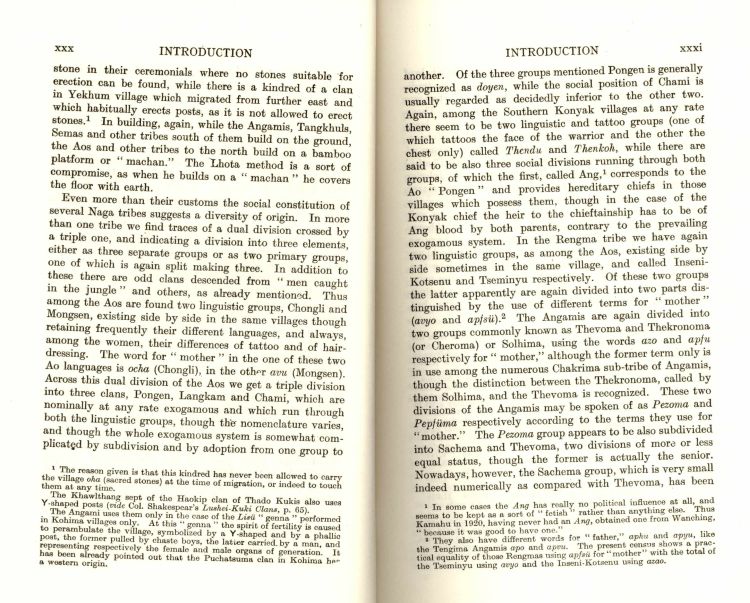 xxx INTRODUCTION
stone in their ceremonials where no stones suitable for
erection can be found, while there is a kindred of a clan
in Yekhum village which migrated from further east and
which habitually erects posts, as it is not allowed to erect
stones.¹ In building, again, while the Angamis, Tangkhuls,
Semas and other tribes south of them build on the ground,
the Aos and other tribes to the north build on a bamboo
platform or " machan." The Lhota method is a sort of
compromise, as when he builds on a " machan " he covers
the floor with earth.
Even more than their customs the social constitution of
several Naga tribes suggests a diversity of origin. In more
than one tribe we find traces of a dual division crossed by
a triple one, and indicating a division into three elements,
either as three separate groups or as two primary groups,
one of which is again split making three. In addition to
these there are odd clans descended from " men caught
in the jungle " and others, as already mentioned. Thus
among the Aos are found two linguistic groups, Chongli and
Mongsen, existing side by side in the same villages though
retaining frequently their different languages, and always,
among the women, their differences of tattoo and of hair-
dressing. The word for " mother " in the one of these two
Ao languages is ocha (Chongli), in the other avu (Mongsen).
Across this dual division of the Aos we get a triple division
into three clans, Pongen, Langkam and Chami, which are
nominally at any rate exogamous and which run through
both the linguistic groups, though the nomenclature varies,
and though the whole exogamous system is somewhat com-
plicated by subdivision and by adoption from one group to
¹ The reason given is that this kindred has never been allowed to carry
the village oha (sacred stones) at the time of migration, or indeed to touch
them at any time.
The Khawlthang sept of the Haokip clan of Thado Kukis also uses
Y-shaped posts (vide Col. Shakespear's Lushei-Kuki Clans, p. 65).
The Angami uses them only in the case of the Lisü " genna " performed
in Kohima villages only. At this " genna " the spirit of fertility is caused
to perambulate the village, symbolized by a Y-shaped and by a phallic
post, the former pulled by chaste boys, the latter carried by a man, and
representing respectively the female and male organs of generation. It
has been already pointed out that the Puchatsuma clan in Kohima has
a western origin.
INTRODUCTION xxxi
another. Of the three groups mentioned Pongen is generally
recognized as doyen, while the social position of Chami is
usually regarded as decidedly inferior to the other two.
Again, among the Southern Konyak villages at any rate
there seem to be two linguistic and tattoo groups (one of
which tattoos the face of the warrior and the other the
chest only) called Thendu and Thenkoh, while there are
said to be also three social divisions running through both
groups, of which the first, called Ang,¹ corresponds to the
Ao " Pongen " and provides hereditary chiefs in those
villages which possess them, though in the case of the
Konyak chief the heir to the chieftainship has to be of
Ang blood by both parents, contrary to the prevailing
exogamous system. In the Rengma tribe we have again
two linguistic groups, as among the Aos, existing side by
side sometimes in the same village, and called Inseni-
Kotsenu and Tseminyu respectively. Of these two groups
the latter apparently are again divided into two parts dis-
tinguished by the use of different terms for " mother "
(avyo and apfsü).² The Angamis are again divided into
two groups commonly known as Thevoma and Thekronoma
(or Cheroma) or Solhima, using the words azo and apfu
respectively for " mother," although the former term only is
in use among the numerous Chakrima sub-tribe of Angamis,
though the distinction between the Thekronoma, called by
them Solhima, and the Thevoma is recognized. These two
divisions of the Angamis may be spoken of as Pezoma and
Pepfüma respectively according to the terms they use for
" mother." The Pezoma group appears to be also subdivided
into Sachema and Thevoma, two divisions of more or less
equal status, though the former is actually the senior.
Nowadays, however, the Sachema group, which is very small
indeed numerically as compared with Thevoma, has been
¹ In some cases the Ang has really no political influence at all, and
seems to be kept as a sort of " fetish " rather than anything else. Thus
Kamahu in 1920, having never had an Ang, obtained one from Wanching,
" because it was good to have one."
² They also have different words for " father," aphu and apyu, like
the Tengima Angamis apo and apvu. The present census shows a prac-
tical equality of those Rengmas using apfsü for " mother " with the total of
the Tseminyu using avyo and the Inseni-Kotsenu using azao.